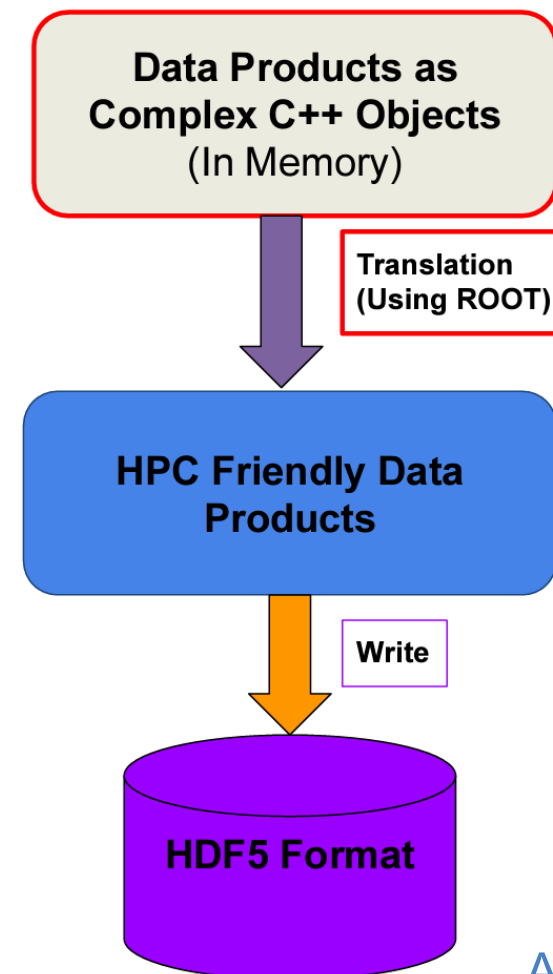 Data Products as
Complex C++ Objects
(In Memory)
Translation
(Using ROOT)
HPC Friendly Data
Products
Write
HDF5 Format